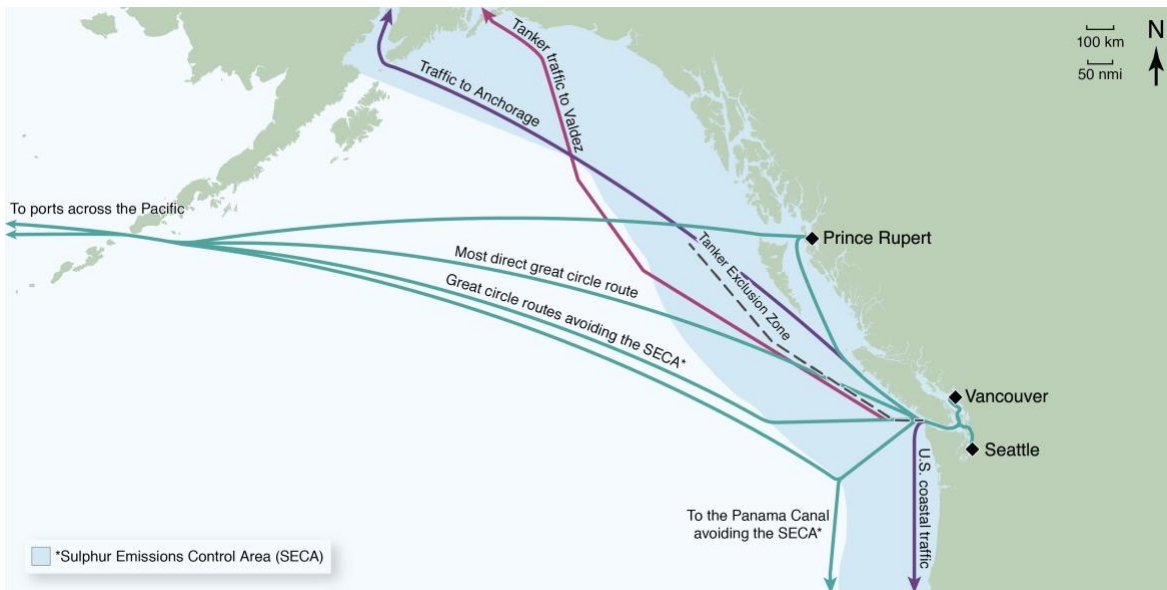 100 km
50 nmi
N
Tanker traffic to Valdez
Traffic to Anchorage
To ports across the Pacific
Prince Rupert
Most direct great circle route
Tanker Exclusion Zone
Great circle routes avoiding the SECA*
Vancouver
Seattle
U.S. coastal traffic
To the Panama Canal
avoiding the SECA*
*Sulphur Emissions Control Area (SECA)